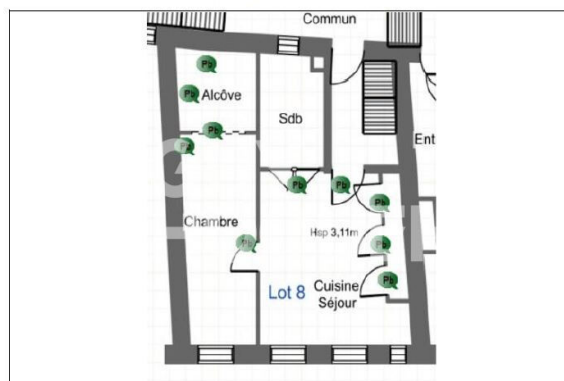 Commun
Pb
Pb
Alcôve
Sdb
Pb
Ent
Pb
Pb
Pb
Pb
Chambre
Hsp 3,11m
Pb
Pb
Lot 8
Cuisine
Séjour
Pb